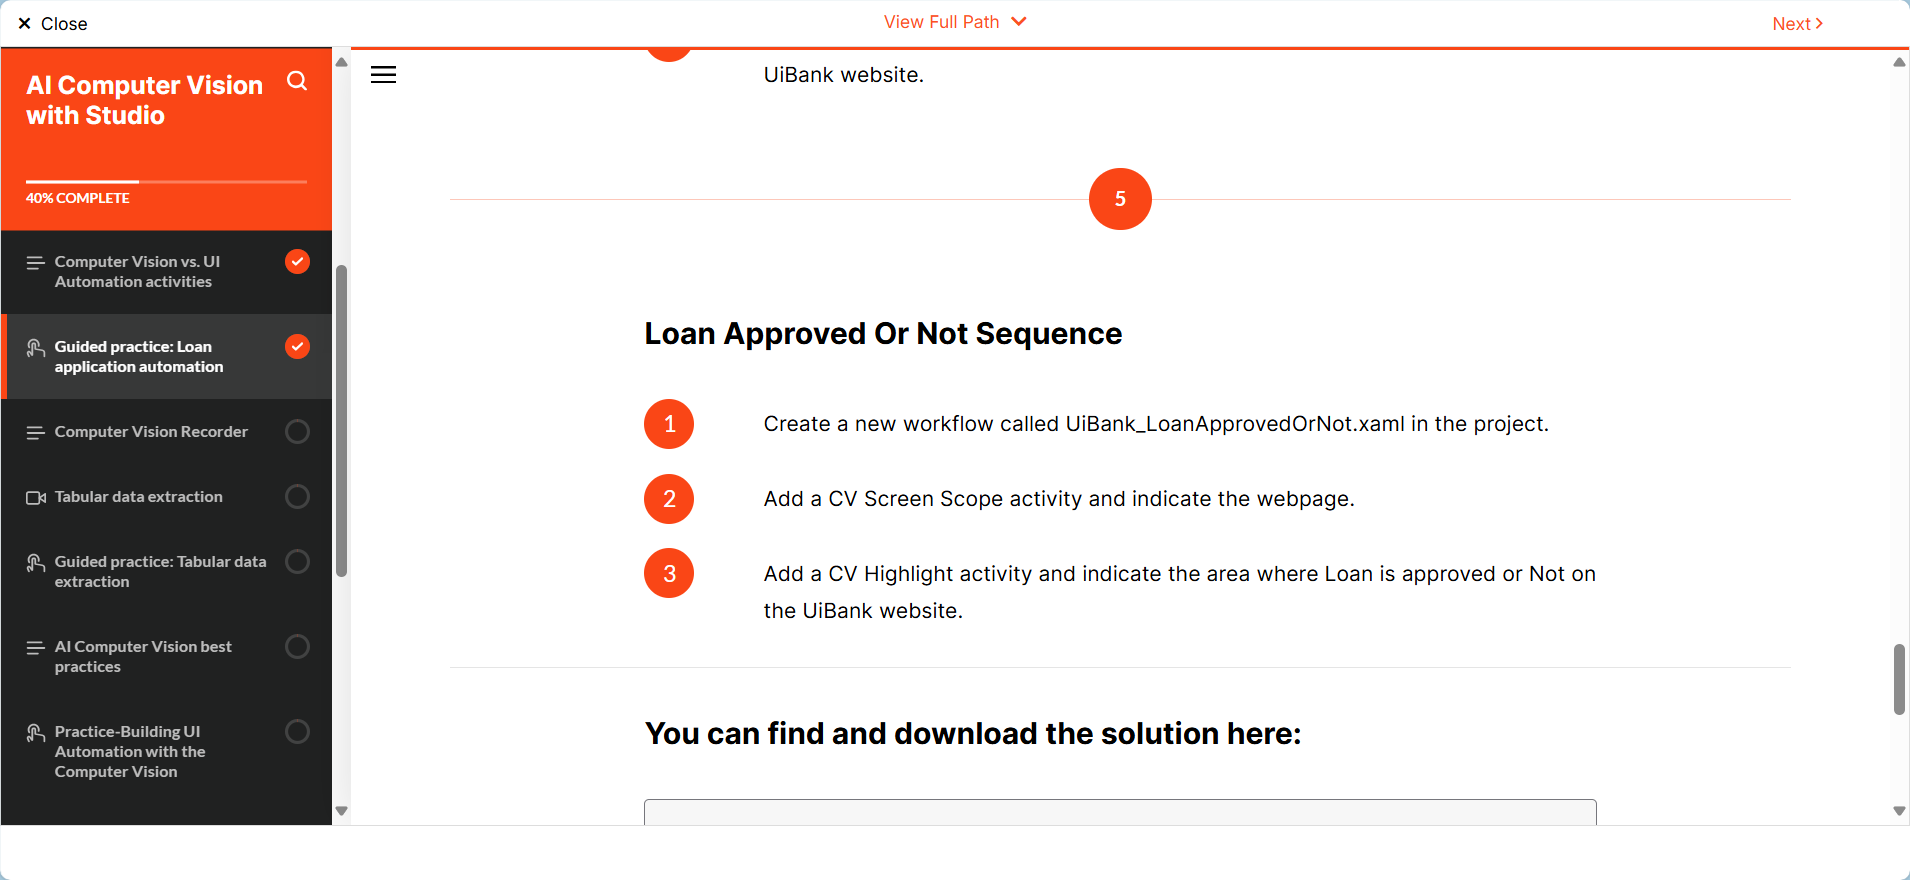 Close
View Full Path
Next
AI Computer Vision
with Studio
40% COMPLETE
Computer Vision vs. UI
Automation activities
Guided practice: Loan
application automation
Computer Vision Recorder
Tabular data extraction
Guided practice: Tabular data
extraction
AI Computer Vision best
practices
Practice-Building UI
Automation with the
Computer Vision
UiBank website.
5
Loan Approved Or Not Sequence
1 Create a new workflow called UiBank_LoanApprovedOrNot.xaml in the project.
2 Add a CV Screen Scope activity and indicate the webpage.
3 Add a CV Highlight activity and indicate the area where Loan is approved or Not on
the UiBank website.
You can find and download the solution here: